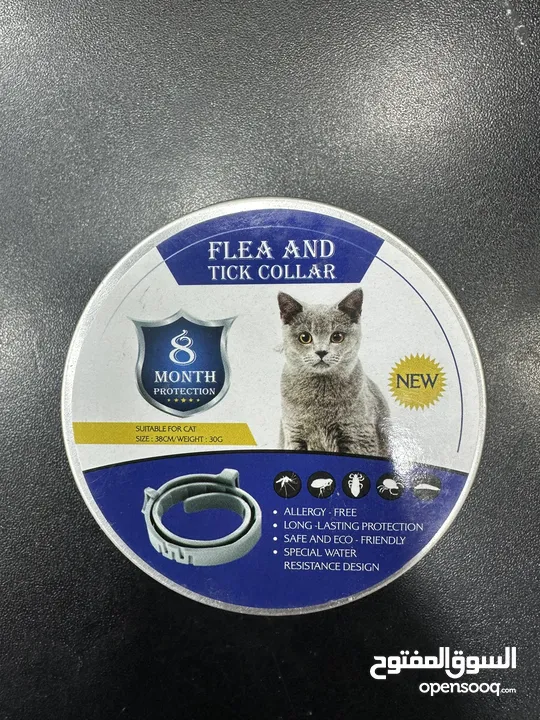 FLEA AND
TICK COLLAR
8
MONTH
PROTECTION
NEW
SUITABLE FOR CAT
SIZE : 38CM/WEIGHT : 30G
• ALLERGY - FREE
• LONG -LASTING PROTECTION
• SAFE AND ECO - FRIENDLY
• SPECIAL WATER
RESISTANCE DESIGN
السوق المفتوح
opensooq.com